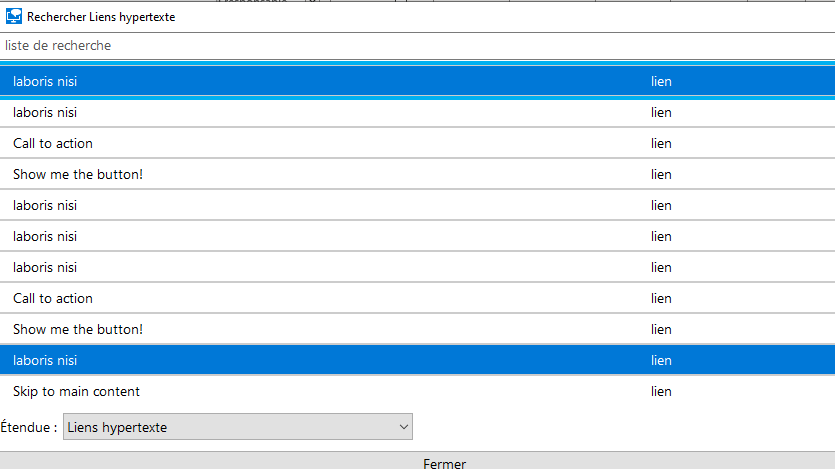 Rechercher Liens hypertexte
liste de recherche
laboris nisi lien
laboris nisi lien
Call to action lien
Show me the button! lien
laboris nisi lien
laboris nisi lien
laboris nisi lien
Call to action lien
Show me the button! lien
laboris nisi lien
Skip to main content lien
Étendue : Liens hypertexte
Fermer